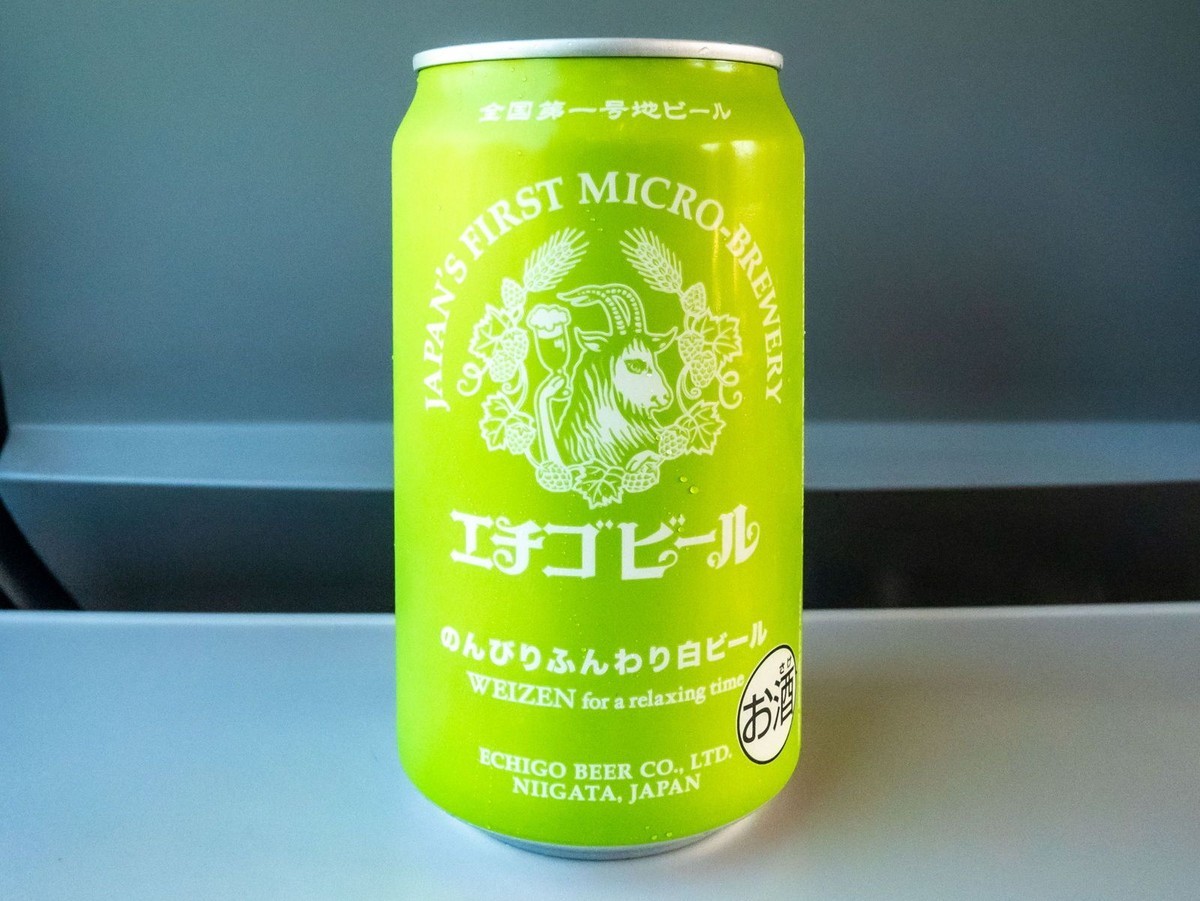 全国第一号地ビール
JAPAN'S FIRST MICRO-BREWERY
エチゴビール
のんびりふんわり白ビール
WEIZEN for a relaxing time
さけ
お酒
ECHIGO BEER CO., LTD.
NIIGATA, JAPAN